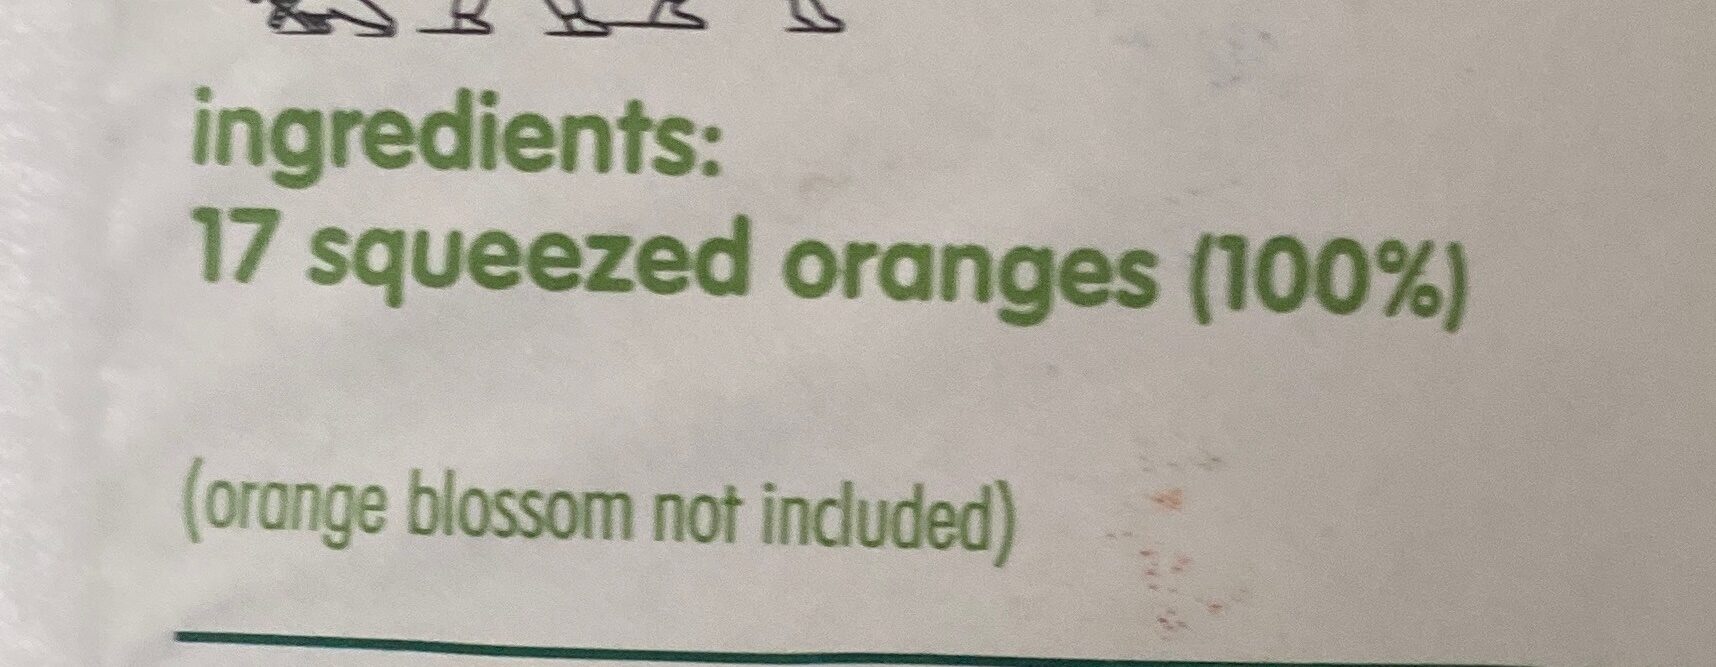 ingredients:
17 squeezed oranges (100%)
(orange blossom not included)